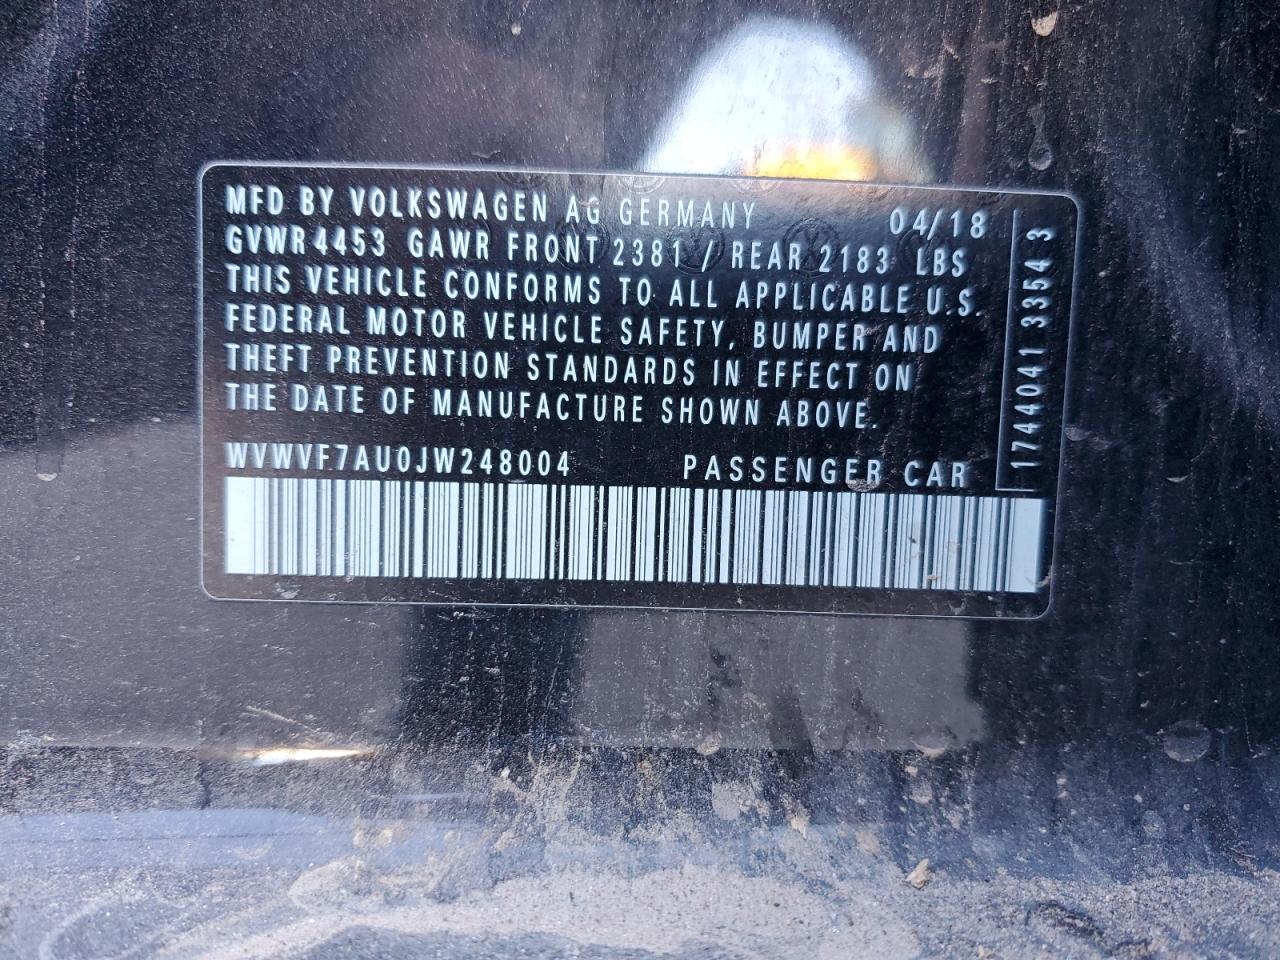 MFD BY VOLKSWAGEN AG GERMANY 04/18
GVWR 4453 GAWR FRONT 2381 / REAR 2183 LBS
THIS VEHICLE CONFORMS TO ALL APPLICABLE U.S.
FEDERAL MOTOR VEHICLE SAFETY, BUMPER AND
THEFT PREVENTION STANDARDS IN EFFECT ON
THE DATE OF MANUFACTURE SHOWN ABOVE.
WVWVF7AU0JW248004 PASSENGER CAR
1744041 3354 3